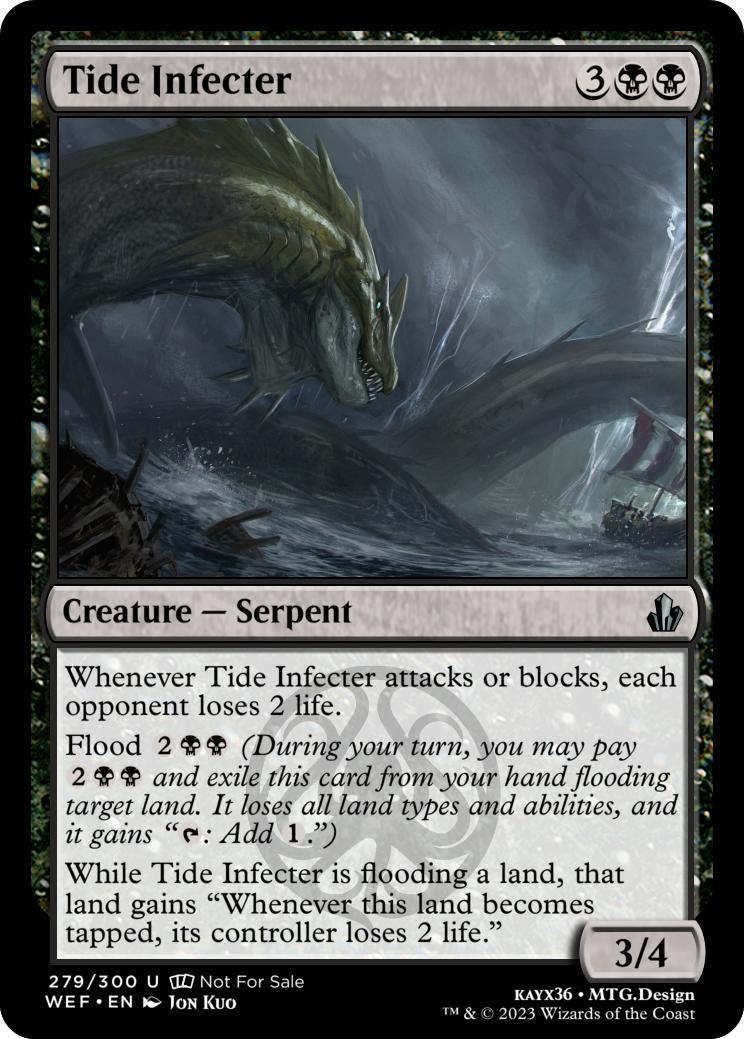 Tide Infecter 3
Creature — Serpent
Whenever Tide Infecter attacks or blocks, each
opponent loses 2 life.
Flood 2 (During your turn, you may pay
2 and exile this card from your hand flooding
target land. It loses all land types and abilities, and
it gains “: Add 1.”)
While Tide Infecter is flooding a land, that
land gains “Whenever this land becomes
tapped, its controller loses 2 life.”
3/4
279/300 U Not For Sale
WEF • EN Jon Kuo
KAYX36 • MTG.Design
™ & © 2023 Wizards of the Coast